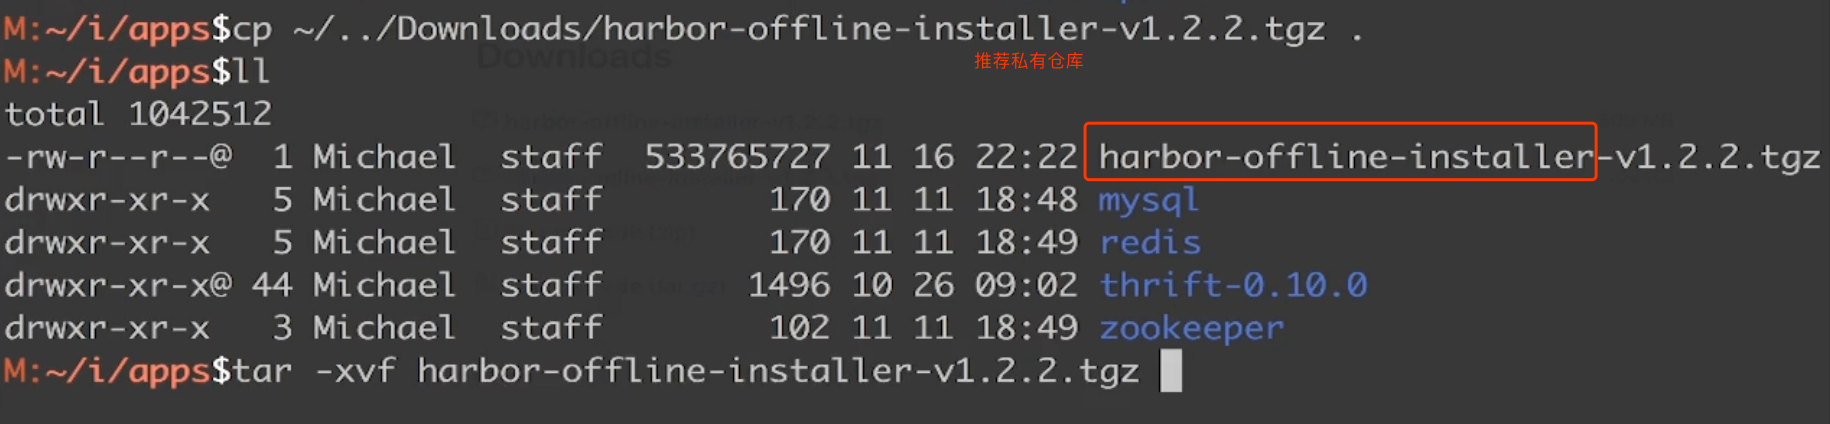 M:~/i/apps$cp ~/../Downloads/harbor-offline-installer-v1.2.2.tgz .
推荐私有仓库
Downloads
M:~/i/apps$ll
total 1042512
-rw-r--r--@ 1 Michael staff 533765727 11 16 22:22 harbor-offline-installer-v1.2.2.tgz
drwxr-xr-x 5 Michael staff 170 11 11 18:48 mysql
drwxr-xr-x 5 Michael staff 170 11 11 18:49 redis
drwxr-xr-x@ 44 Michael staff 1496 10 26 09:02 thrift-0.10.0
drwxr-xr-x 3 Michael staff 102 11 11 18:49 zookeeper
M:~/i/apps$tar -xvf harbor-offline-installer-v1.2.2.tgz